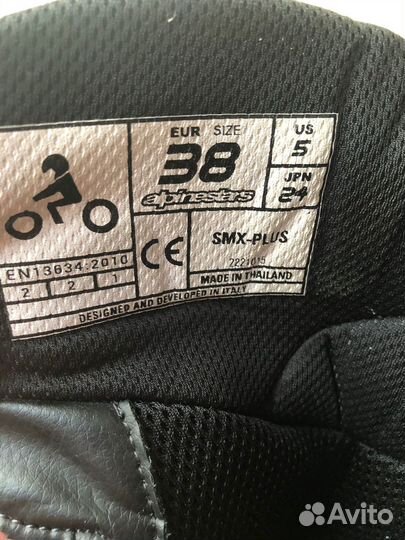 EUR SIZE
38
alpinestars
US
5
JPN
24
EN13634:2010
2 2 1
CE
SMX-PLUS
2221015
MADE IN THAILAND
DESIGNED AND DEVELOPED IN ITALY
Avito